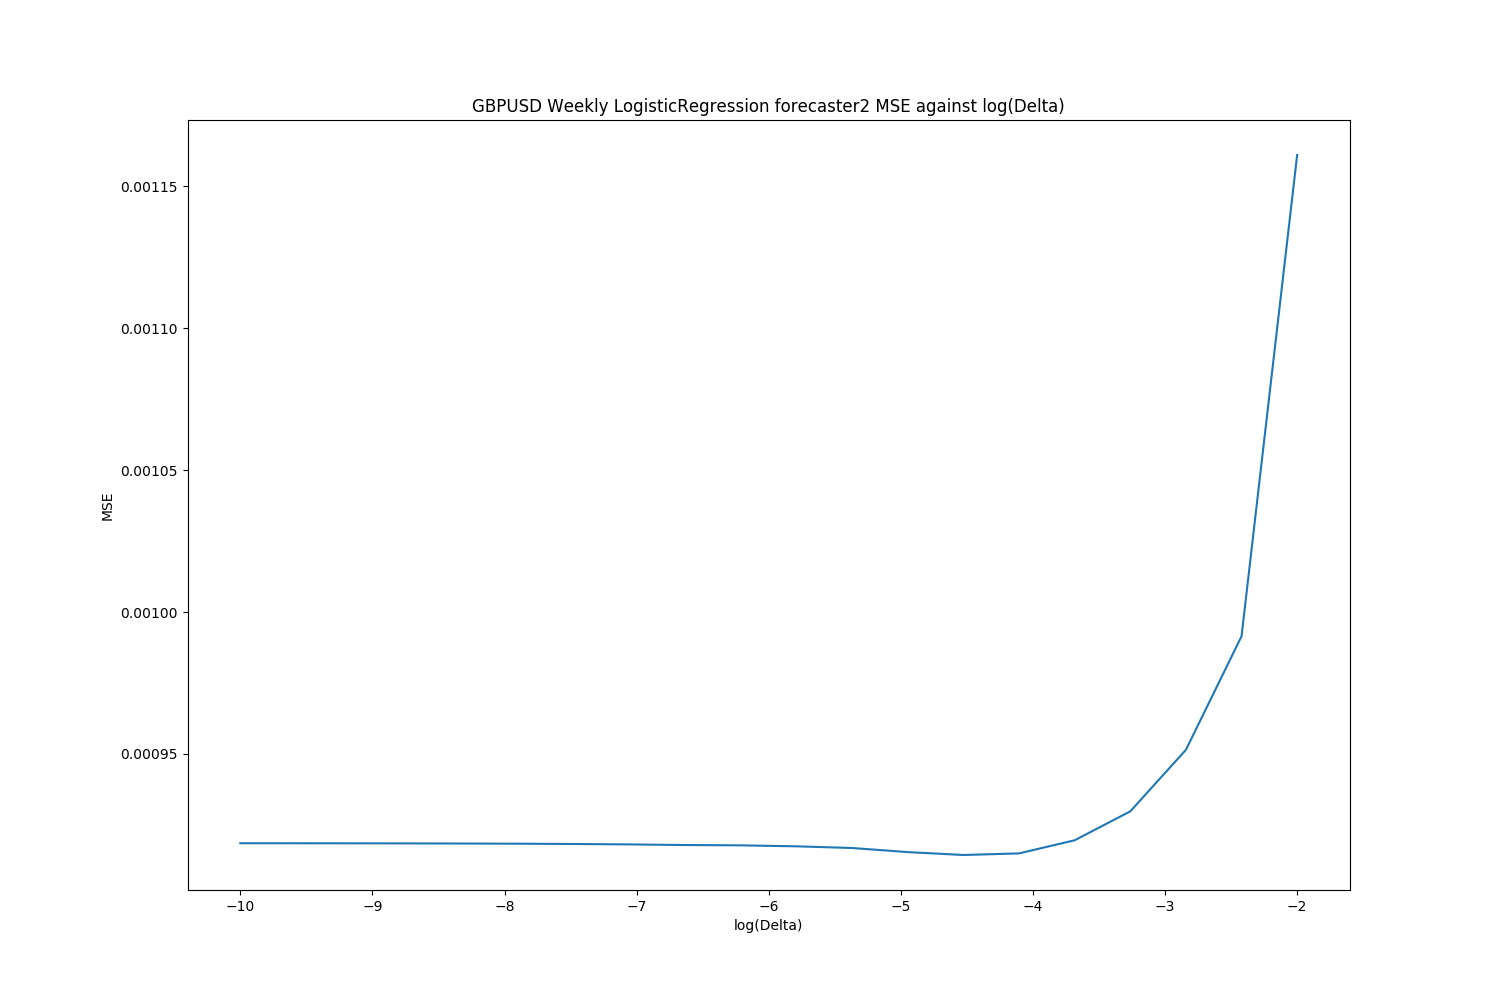 GBPUSD Weekly LogisticRegression forecaster2 MSE against log(Delta)
0.00115
0.00110
0.00105
0.00100
0.00095
MSE
−10 −9 −8 −7 −6 −5 −4 −3 −2
log(Delta)